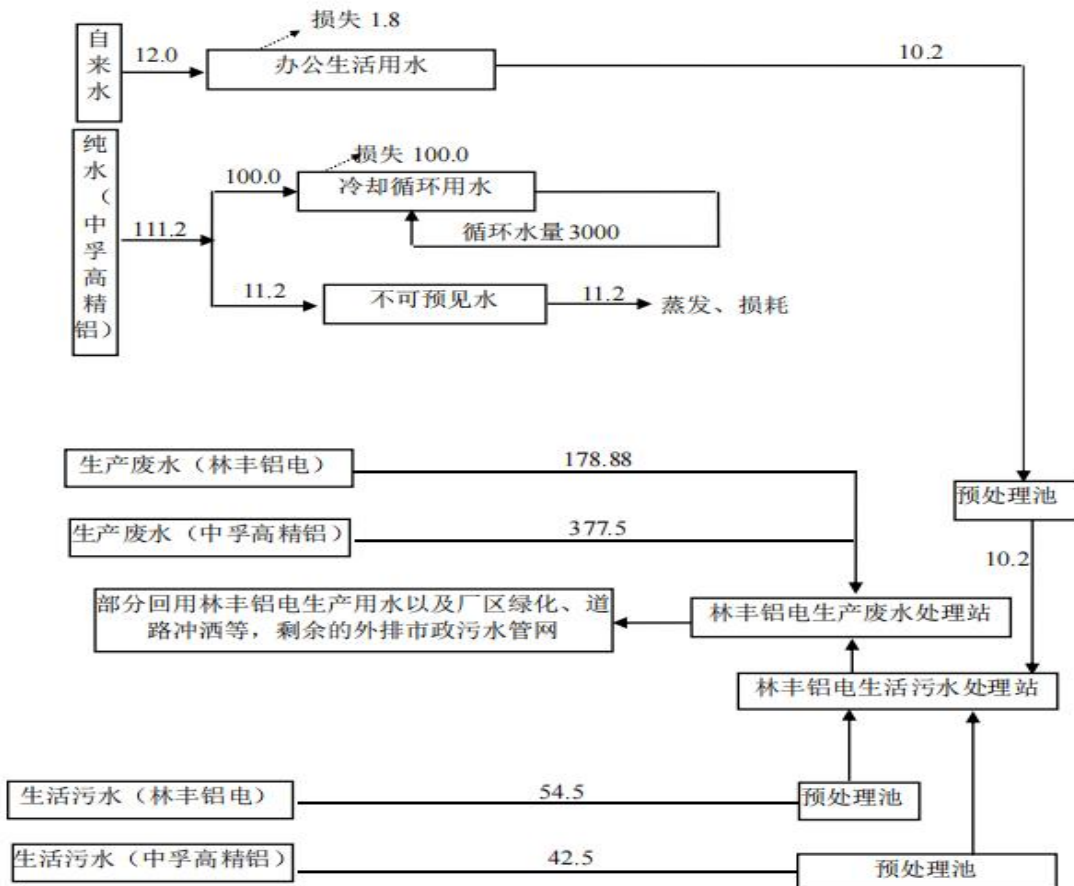 损失 1.8
自来水
12.0
办公生活用水
10.2
纯水（中孚高精铝）
111.2
损失 100.0
100.0
冷却循环用水
循环水量 3000
11.2
不可预见水
11.2
蒸发、损耗
生产废水（林丰铝电）
178.88
预处理池
生产废水（中孚高精铝）
377.5
10.2
部分回用林丰铝电生产用水以及厂区绿化、道
路冲洒等，剩余的外排市政污水管网
林丰铝电生产废水处理站
林丰铝电生活污水处理站
生活污水（林丰铝电）
54.5
预处理池
生活污水（中孚高精铝）
42.5
预处理池